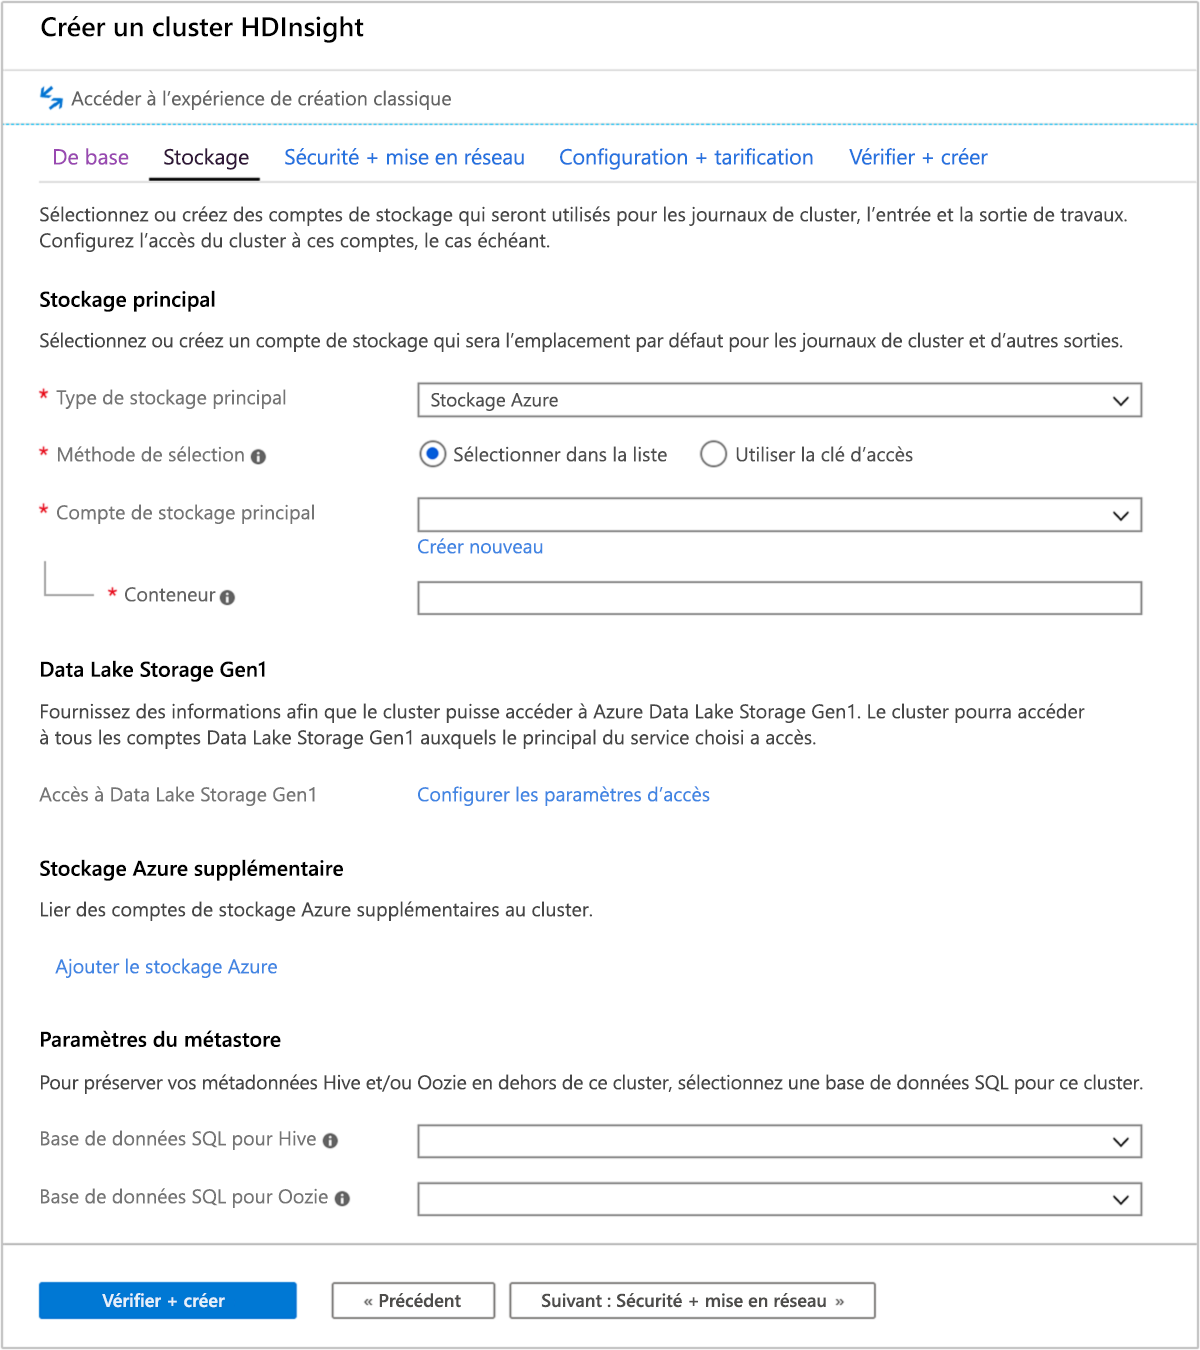 Créer un cluster HDInsight
Accéder à l’expérience de création classique
De base Stockage Sécurité + mise en réseau Configuration + tarification Vérifier + créer
Sélectionnez ou créez des comptes de stockage qui seront utilisés pour les journaux de cluster, l’entrée et la sortie de travaux.
Configurez l’accès du cluster à ces comptes, le cas échéant.
Stockage principal
Sélectionnez ou créez un compte de stockage qui sera l’emplacement par défaut pour les journaux de cluster et d’autres sorties.
* Type de stockage principal Stockage Azure
* Méthode de sélection Sélectionner dans la liste Utiliser la clé d’accès
* Compte de stockage principal
Créer nouveau
* Conteneur
Data Lake Storage Gen1
Fournissez des informations afin que le cluster puisse accéder à Azure Data Lake Storage Gen1. Le cluster pourra accéder
à tous les comptes Data Lake Storage Gen1 auxquels le principal du service choisi a accès.
Accès à Data Lake Storage Gen1 Configurer les paramètres d’accès
Stockage Azure supplémentaire
Lier des comptes de stockage Azure supplémentaires au cluster.
Ajouter le stockage Azure
Paramètres du métastore
Pour préserver vos métadonnées Hive et/ou Oozie en dehors de ce cluster, sélectionnez une base de données SQL pour ce cluster.
Base de données SQL pour Hive
Base de données SQL pour Oozie
Vérifier + créer « Précédent Suivant : Sécurité + mise en réseau »